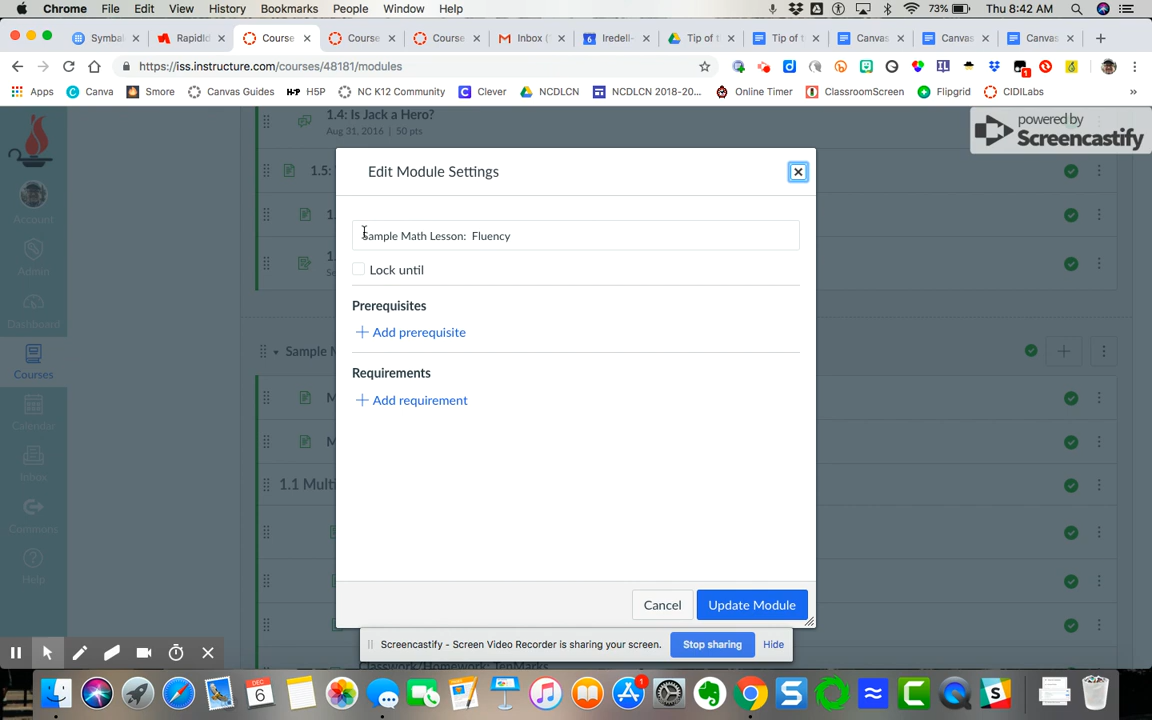 Chrome File Edit View History Bookmarks People Window Help 73% Thu 8:42 AM
Symbal RapidId Course Course Course Inbox ( Iredell- Tip of t Tip of t Canvas Canvas Canvas
https://iss.instructure.com/courses/48181/modules
Apps Canva Smore Canvas Guides H-P H5P NC K12 Community Clever NCDLCN NCDLCN 2018-20... Online Timer ClassroomScreen Flipgrid CIDILabs »
1.4: Is Jack a Hero?
Aug 31, 2016 | 50 pts
powered by
Screencastify
Edit Module Settings
1.5:
Account
Sample Math Lesson: Fluency
Admin
Lock until
Prerequisites
Dashboard
Add prerequisite
Sample M
Courses
Requirements
Add requirement
Calendar
Inbox
1.1 Multi
Commons
Help
Cancel Update Module
Screencastify - Screen Video Recorder is sharing your screen. Stop sharing Hide
Classwork/Homework: TenMarks
DEC
6
1